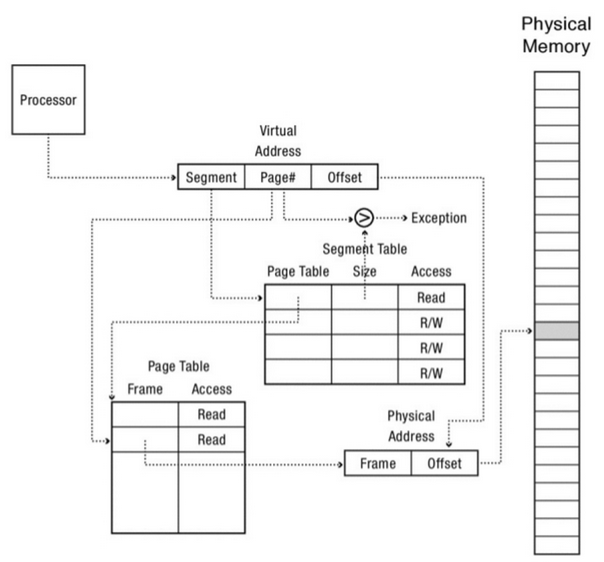 Physical
Memory
Processor
Virtual
Address
Segment Page# Offset
> Exception
Segment Table
Page Table Size Access
Read
R/W
R/W
R/W
Page Table
Frame Access
Read
Read
Physical
Address
Frame Offset